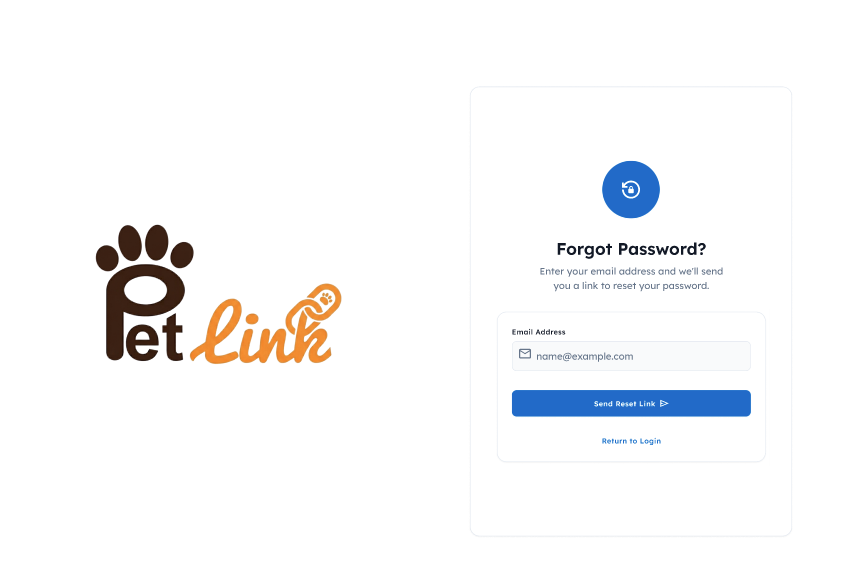 Pet Link
Forgot Password?
Enter your email address and we'll send
you a link to reset your password.
Email Address
name@example.com
Send Reset Link
Return to Login